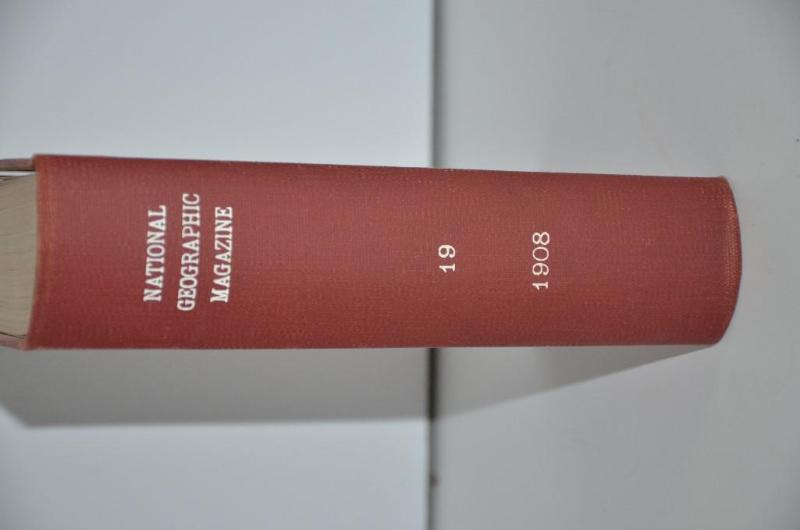 NATIONAL
GEOGRAPHIC
MAGAZINE
19
1908